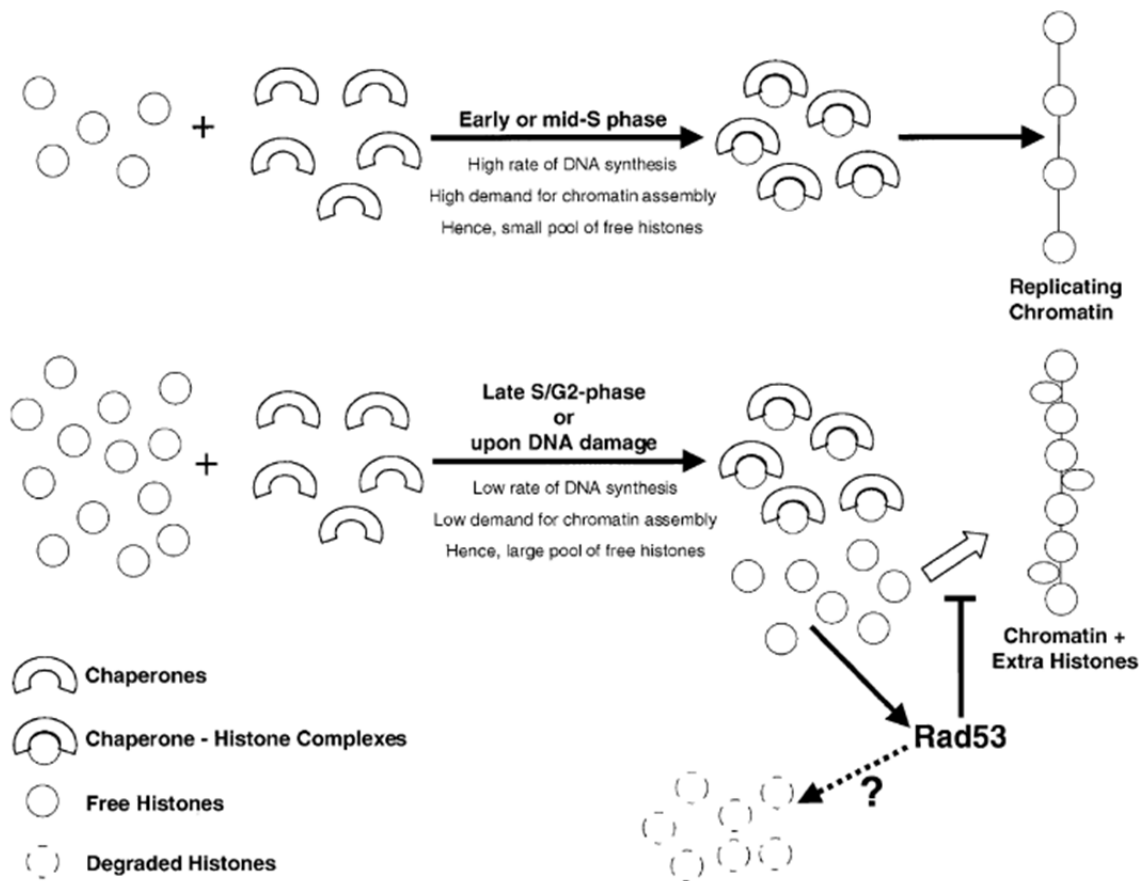 +
Early or mid-S phase
High rate of DNA synthesis
High demand for chromatin assembly
Hence, small pool of free histones
Replicating
Chromatin
+
Late S/G2-phase
or
upon DNA damage
Low rate of DNA synthesis
Low demand for chromatin assembly
Hence, large pool of free histones
Chromatin +
Extra Histones
Rad53
?
Chaperones
Chaperone - Histone Complexes
Free Histones
Degraded Histones